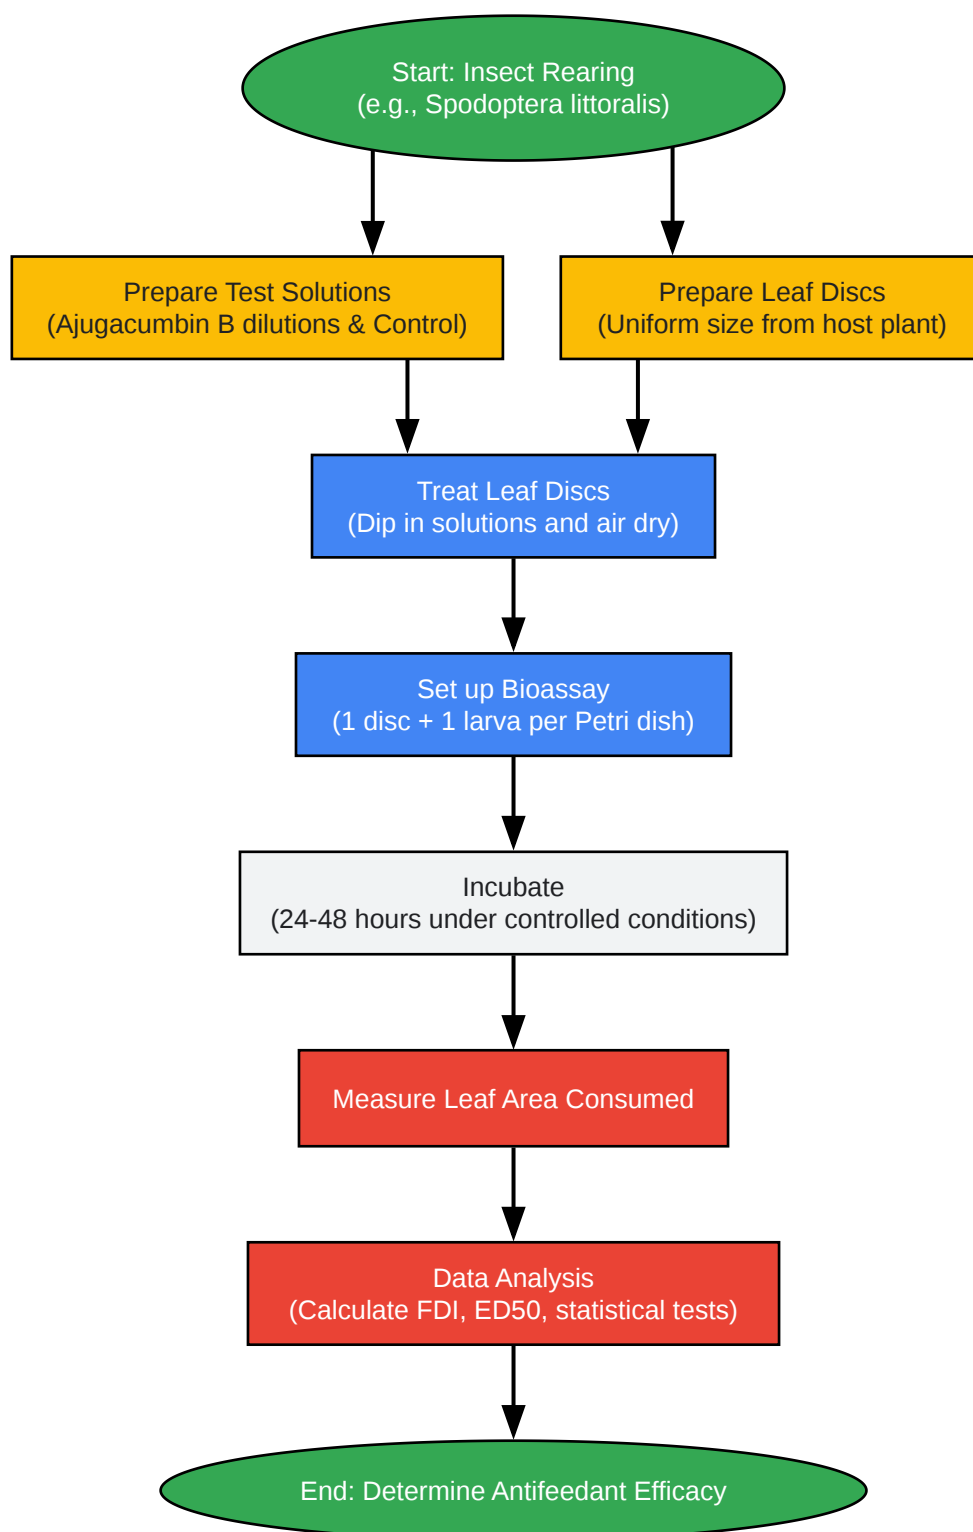 Start: Insect Rearing
(e.g., Spodoptera littoralis)
Prepare Test Solutions
(Ajugacumbin B dilutions & Control)
Prepare Leaf Discs
(Uniform size from host plant)
Treat Leaf Discs
(Dip in solutions and air dry)
Set up Bioassay
(1 disc + 1 larva per Petri dish)
Incubate
(24-48 hours under controlled conditions)
Measure Leaf Area Consumed
Data Analysis
(Calculate FDI, ED50, statistical tests)
End: Determine Antifeedant Efficacy